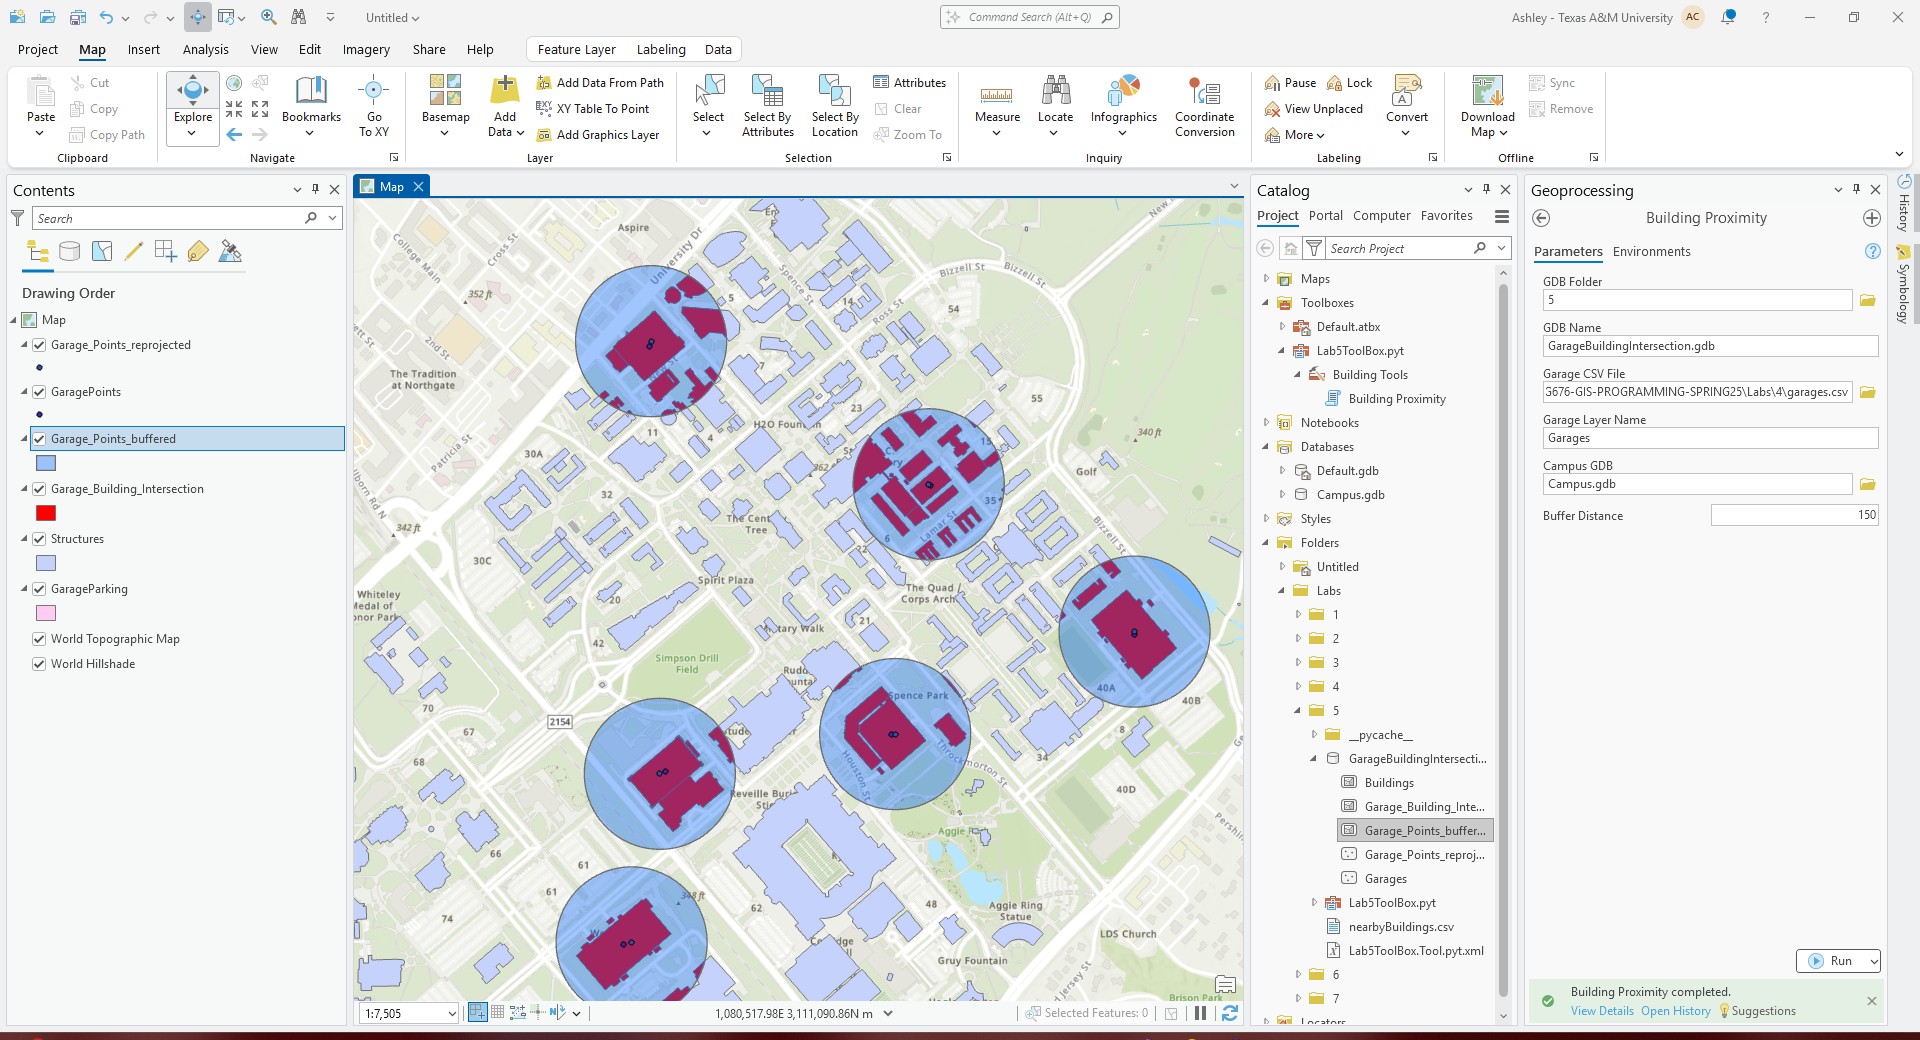 Untitled
Command Search (Alt+Q)
Ashley - Texas A&M University
AC
Project
Map
Insert
Analysis
View
Edit
Imagery
Share
Help
Feature Layer
Labeling
Data
Paste
Cut
Copy
Copy Path
Clipboard
Explore
Bookmarks
Go To XY
Navigate
Basemap
Add Data
Add Data From Path
XY Table To Point
Add Graphics Layer
Layer
Select
Select By Attributes
Select By Location
Attributes
Clear
Zoom To
Selection
Measure
Locate
Infographics
Coordinate Conversion
Inquiry
Pause
Lock
View Unplaced
More
Convert
Labeling
Download Map
Sync
Remove
Offline
Contents
Search
Drawing Order
Map
Garage_Points_reprojected
GaragePoints
Garage_Points_buffered
Garage_Building_Intersection
Structures
GarageParking
World Topographic Map
World Hillshade
Map
Aspire
University Dr
College Main
Cross St
352 ft
2nd St
The Tradition at Northgate
Patricia St
Spence St
Ross St
Bizzell St
Bizzell St
54
5
7
55
23
H2O Fountain
11
4
30A
362 ft
340 ft
15
Golf
32
35
342 ft
The Cent
Tree
Lamar St
6
Bizzell St
30C
Spirit Plaza
The Quad /
Corps Arch
Whiteley
Medal of
onor Park
20
42
tary Walk
21
Simpson Drill Field
Spence Park
40A
40B
70
2154
67
8
34
68
Houston St
Throckmorton St
40D
66
61
61
348 ft
62
48
74
Aggie Ring Statue
LDS Church
Gruy Fountain
Jersey St
Brison Park
1:7,505
1,080,517.98E 3,111,090.86N m
Selected Features: 0
Catalog
Project
Portal
Computer
Favorites
Search Project
Maps
Toolboxes
Default.atbx
Lab5ToolBox.pyt
Building Tools
Building Proximity
Notebooks
Databases
Default.gdb
Campus.gdb
Styles
Folders
Untitled
Labs
1
2
3
4
5
__pycache__
GarageBuildingIntersecti...
Buildings
Garage_Building_Inte...
Garage_Points_buffer...
Garage_Points_reproj...
Garages
Lab5ToolBox.pyt
nearbyBuildings.csv
Lab5ToolBox.Tool.pyt.xml
6
7
Locators
Geoprocessing
Building Proximity
Parameters
Environments
GDB Folder
5
GDB Name
GarageBuildingIntersection.gdb
Garage CSV File
G676-GIS-PROGRAMMING-SPRING25\Labs\4\garages.csv
Garage Layer Name
Garages
Campus GDB
Campus.gdb
Buffer Distance
150
Run
Building Proximity completed.
View Details
Open History
Suggestions
History
Symbology